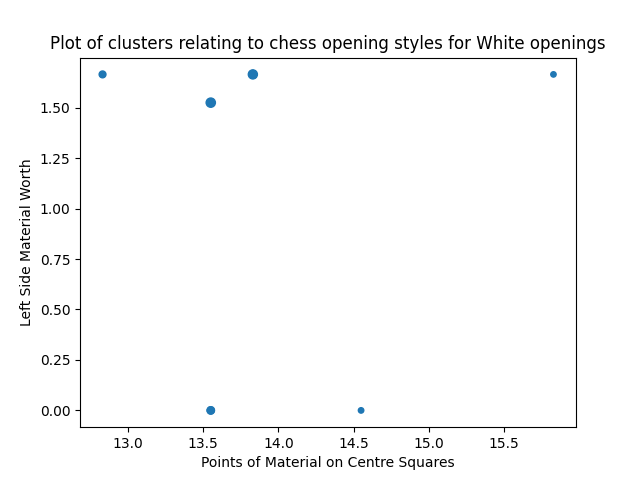 Plot of clusters relating to chess opening styles for White openings
1.50
1.25
1.00
0.75
0.50
0.25
0.00
Left Side Material Worth
13.0 13.5 14.0 14.5 15.0 15.5
Points of Material on Centre Squares